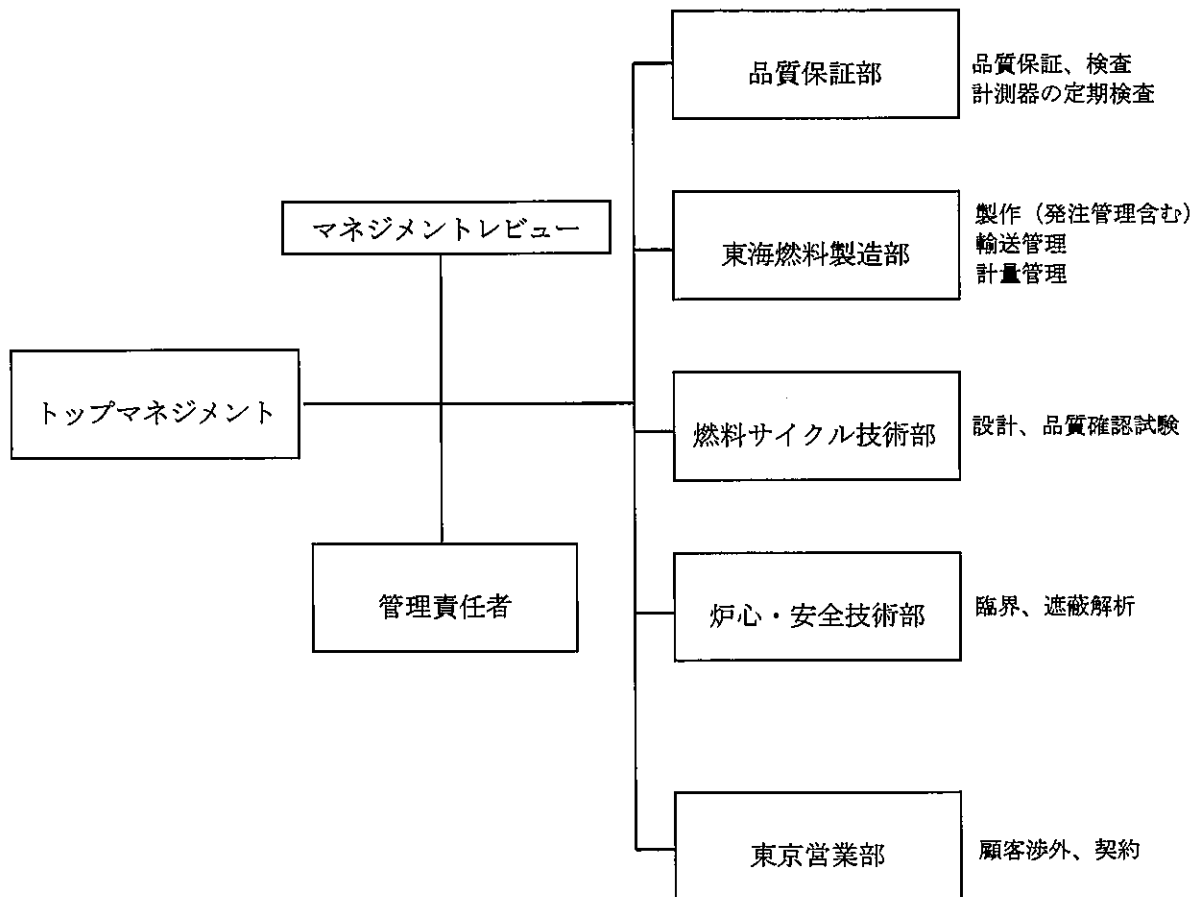 品質保証部
品質保証、検査
計測器の定期検査
マネジメントレビュー
東海燃料製造部
製作（発注管理含む）
輸送管理
計量管理
トップマネジメント
燃料サイクル技術部
設計、品質確認試験
管理責任者
炉心・安全技術部
臨界、遮蔽解析
東京営業部
顧客渉外、契約